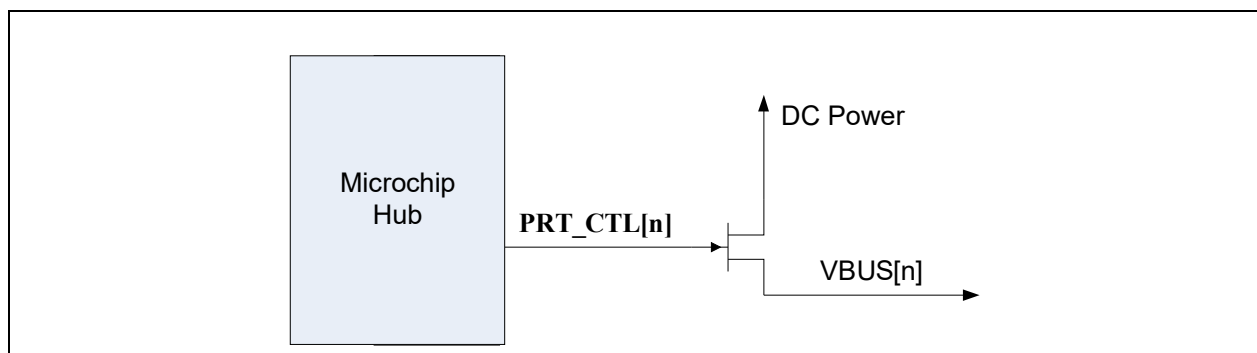 Microchip
Hub
PRT_CTL[n]
DC Power
VBUS[n]